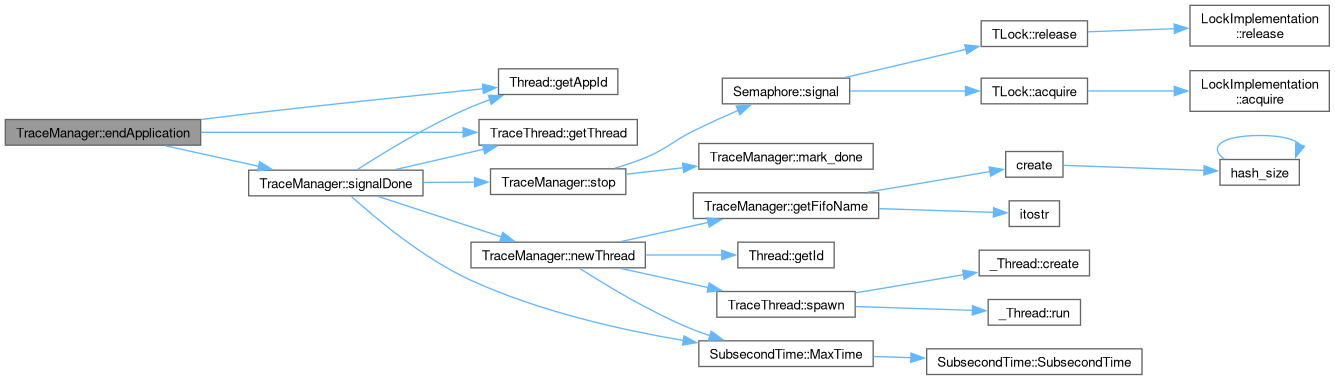 TraceManager::endApplication
Thread::getAppId
TraceThread::getThread
TraceManager::signalDone
TraceManager::stop
TraceManager::newThread
Semaphore::signal
TraceManager::mark_done
TraceManager::getFifoName
Thread::getId
TraceThread::spawn
SubsecondTime::MaxTime
TLock::release
TLock::acquire
create
itostr
_Thread::create
_Thread::run
SubsecondTime::SubsecondTime
LockImplementation
::release
LockImplementation
::acquire
hash_size